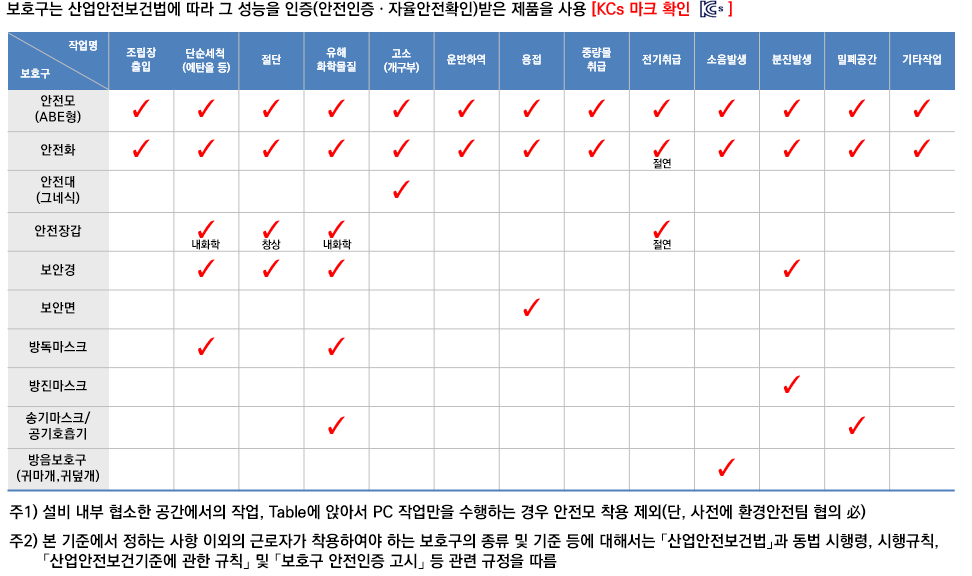 보호구는 산업안전보건법에 따라 그 성능을 인증(안전인증 · 자율안전확인)받은 제품을 사용 [KCs 마크 확인 KCs ]
작업명
보호구
조립장 출입
단순세척 (에탄올 등)
절단
유해 화학물질
고소 (개구부)
운반하역
용접
중량물 취급
전기취급
소음발생
분진발생
밀폐공간
기타작업
안전모
(ABE형)
✓ ✓ ✓ ✓ ✓ ✓ ✓ ✓ ✓ ✓ ✓ ✓ ✓
안전화
✓ ✓ ✓ ✓ ✓ ✓ ✓ ✓ ✓ ✓ ✓ ✓ ✓
절연
안전대
(그네식)
✓
안전장갑
✓ ✓ ✓ ✓
내화학 창상 내화학 절연
보안경
✓ ✓ ✓ ✓
보안면
✓
방독마스크
✓ ✓
방진마스크
✓
송기마스크/
공기호흡기
✓ ✓
방음보호구
(귀마개,귀덮개)
✓
주1) 설비 내부 협소한 공간에서의 작업, Table에 앉아서 PC 작업만을 수행하는 경우 안전모 착용 제외(단, 사전에 환경안전팀 협의 必)
주2) 본 기준에서 정하는 사항 이외의 근로자가 착용하여야 하는 보호구의 종류 및 기준 등에 대해서는 「산업안전보건법」과 동법 시행령, 시행규칙,
「산업안전보건기준에 관한 규칙」 및 「보호구 안전인증 고시」 등 관련 규정을 따름